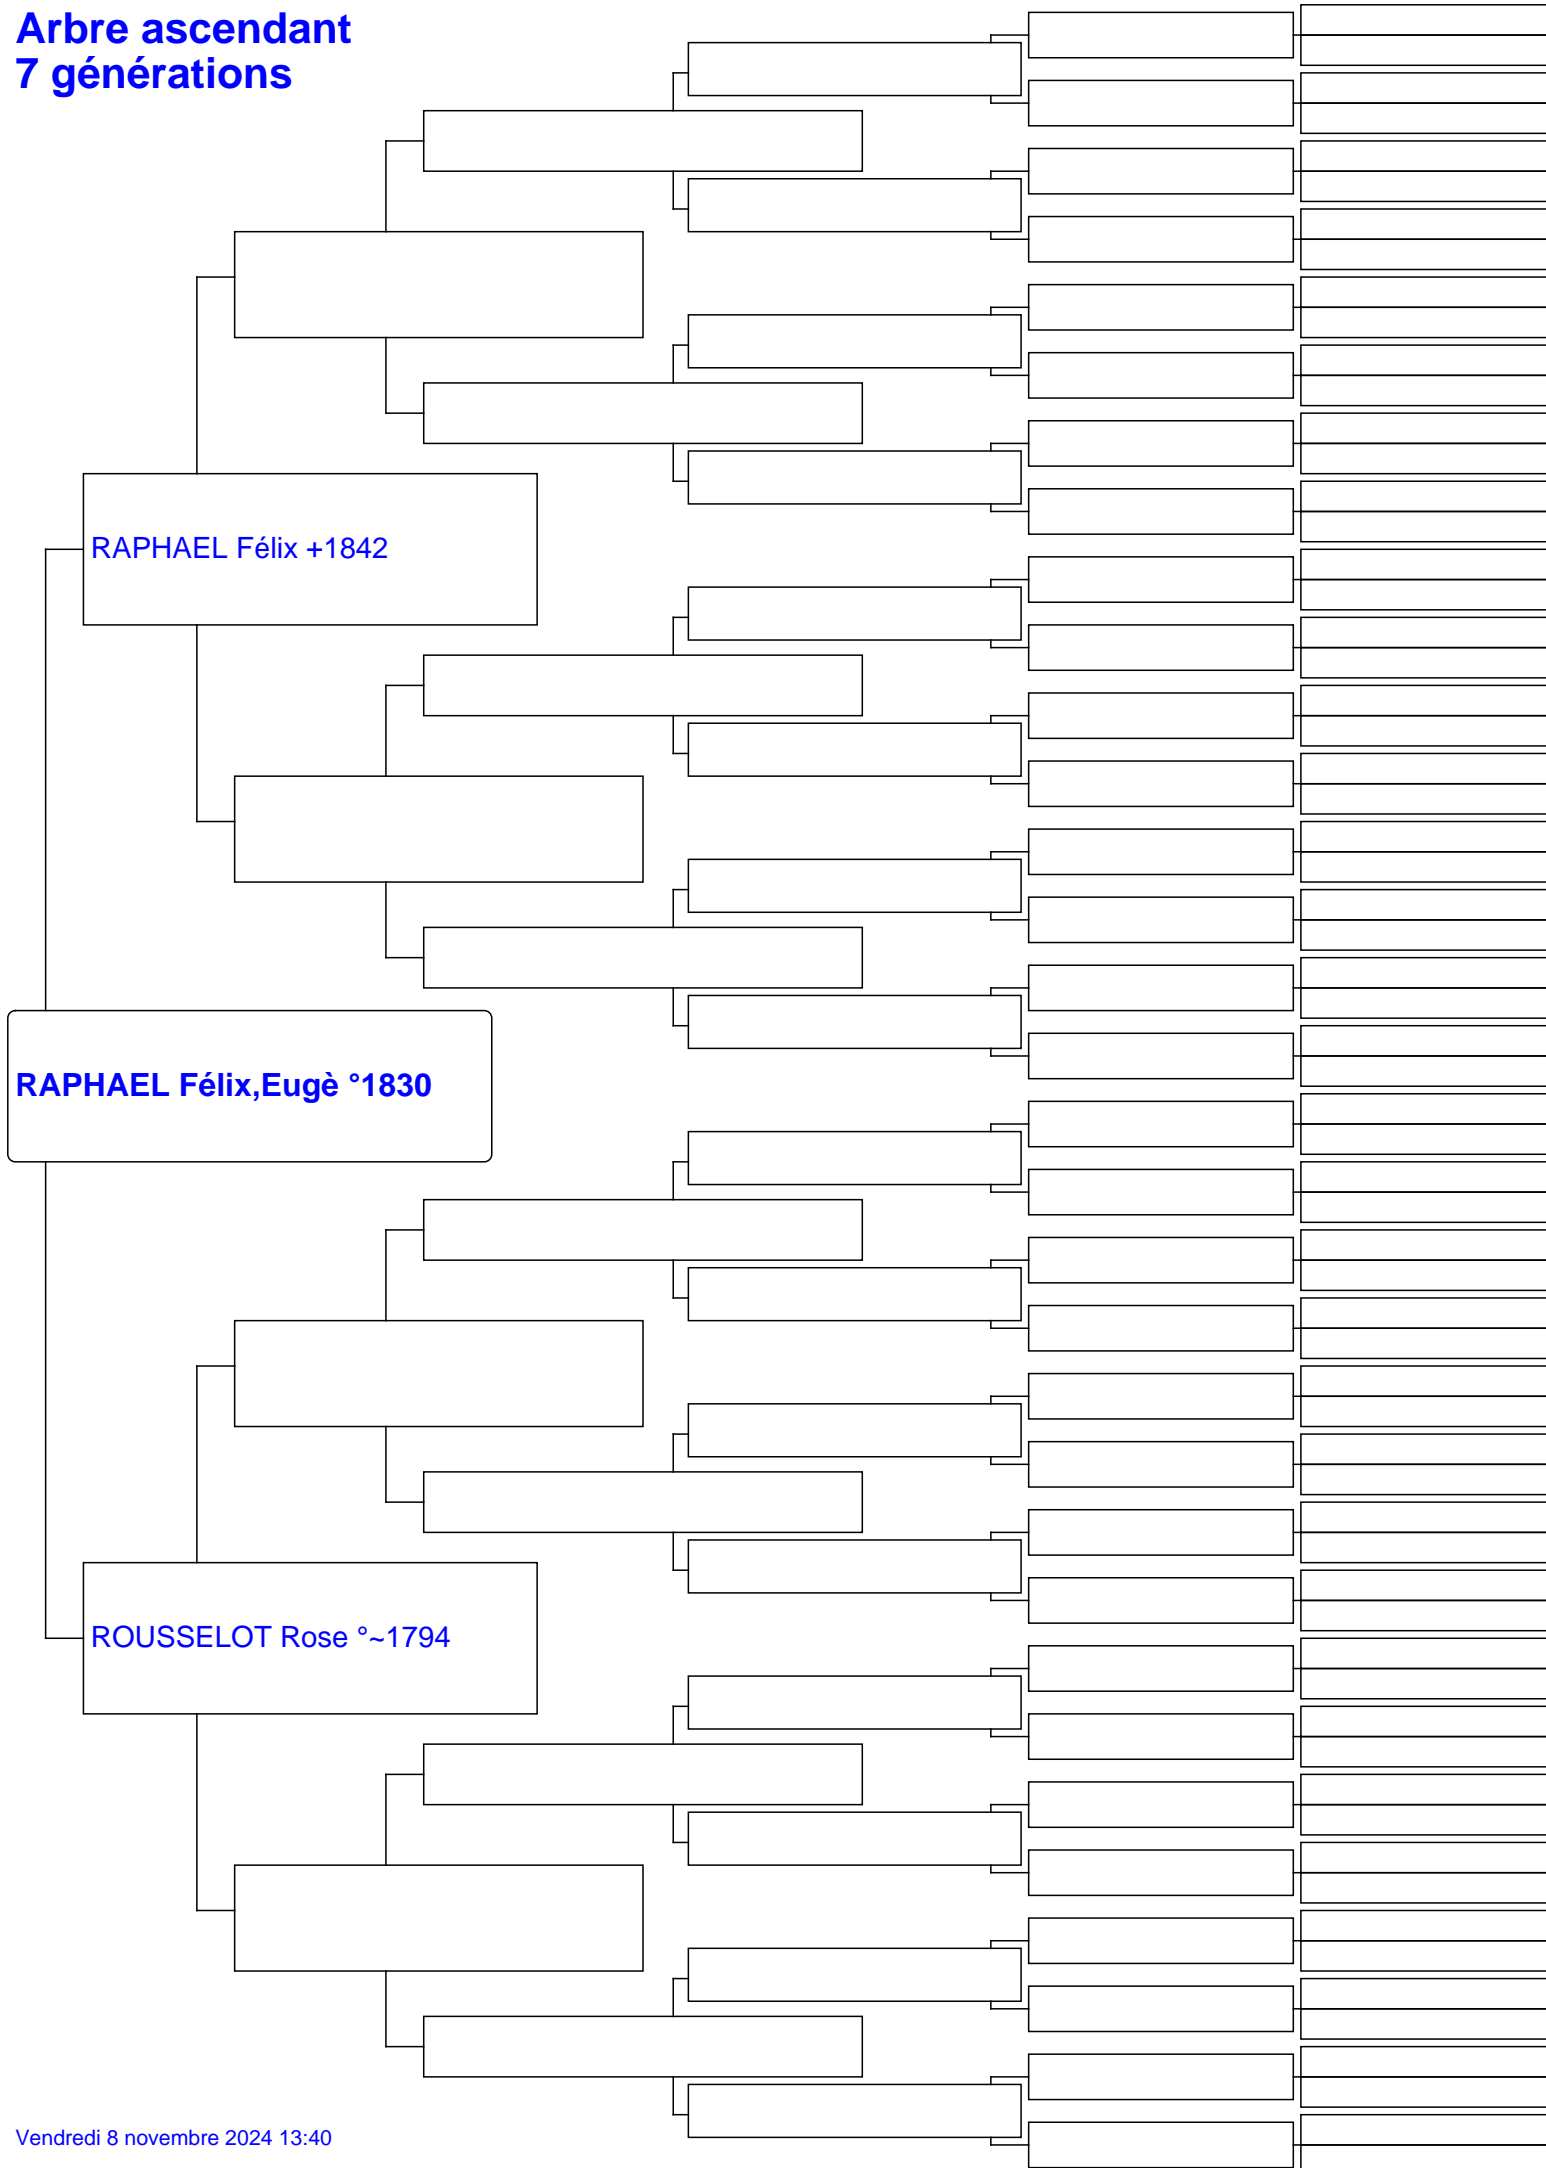 Arbre ascendant
7 générations
RAPHAEL Félix +1842
RAPHAEL Félix,Eugè °1830
ROUSSELOT Rose °~1794
Vendredi 8 novembre 2024 13:40